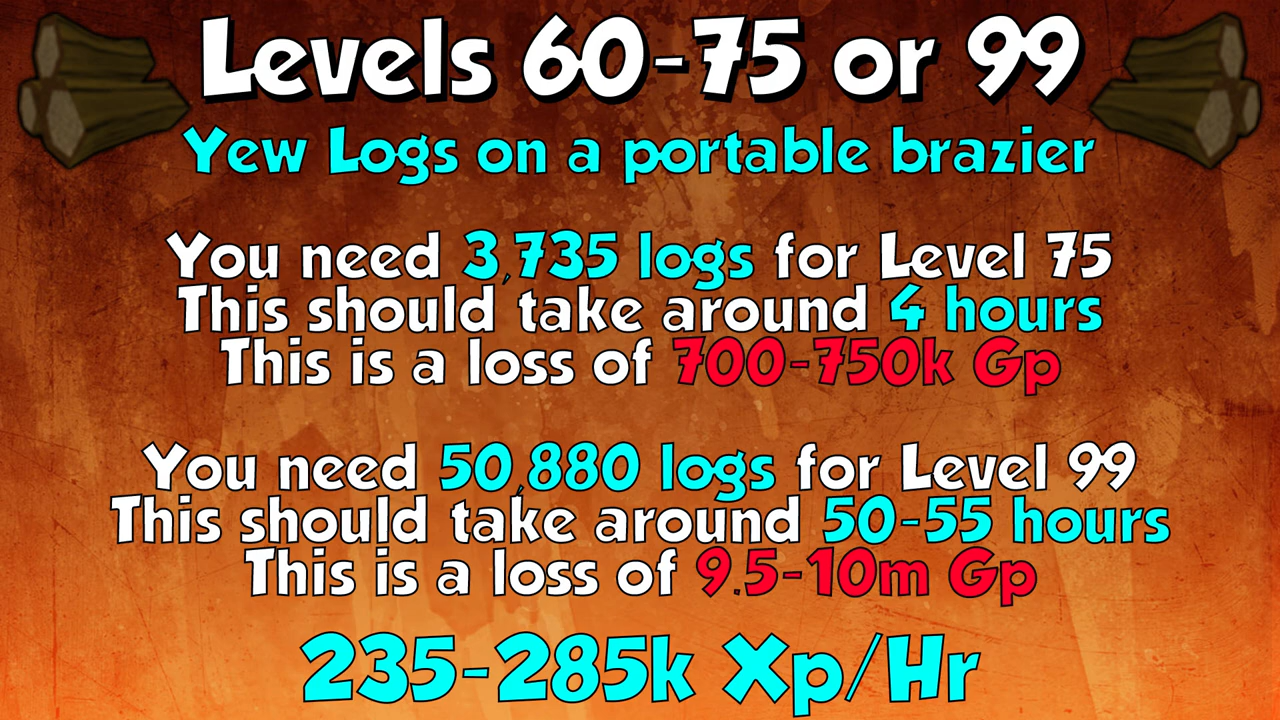 Levels 60-75 or 99
Yew Logs on a portable brazier
You need 3,735 logs for Level 75
This should take around 4 hours
This is a loss of 700-750k Gp
You need 50,880 logs for Level 99
This should take around 50-55 hours
This is a loss of 9.5-10m Gp
235-285k Xp/Hr